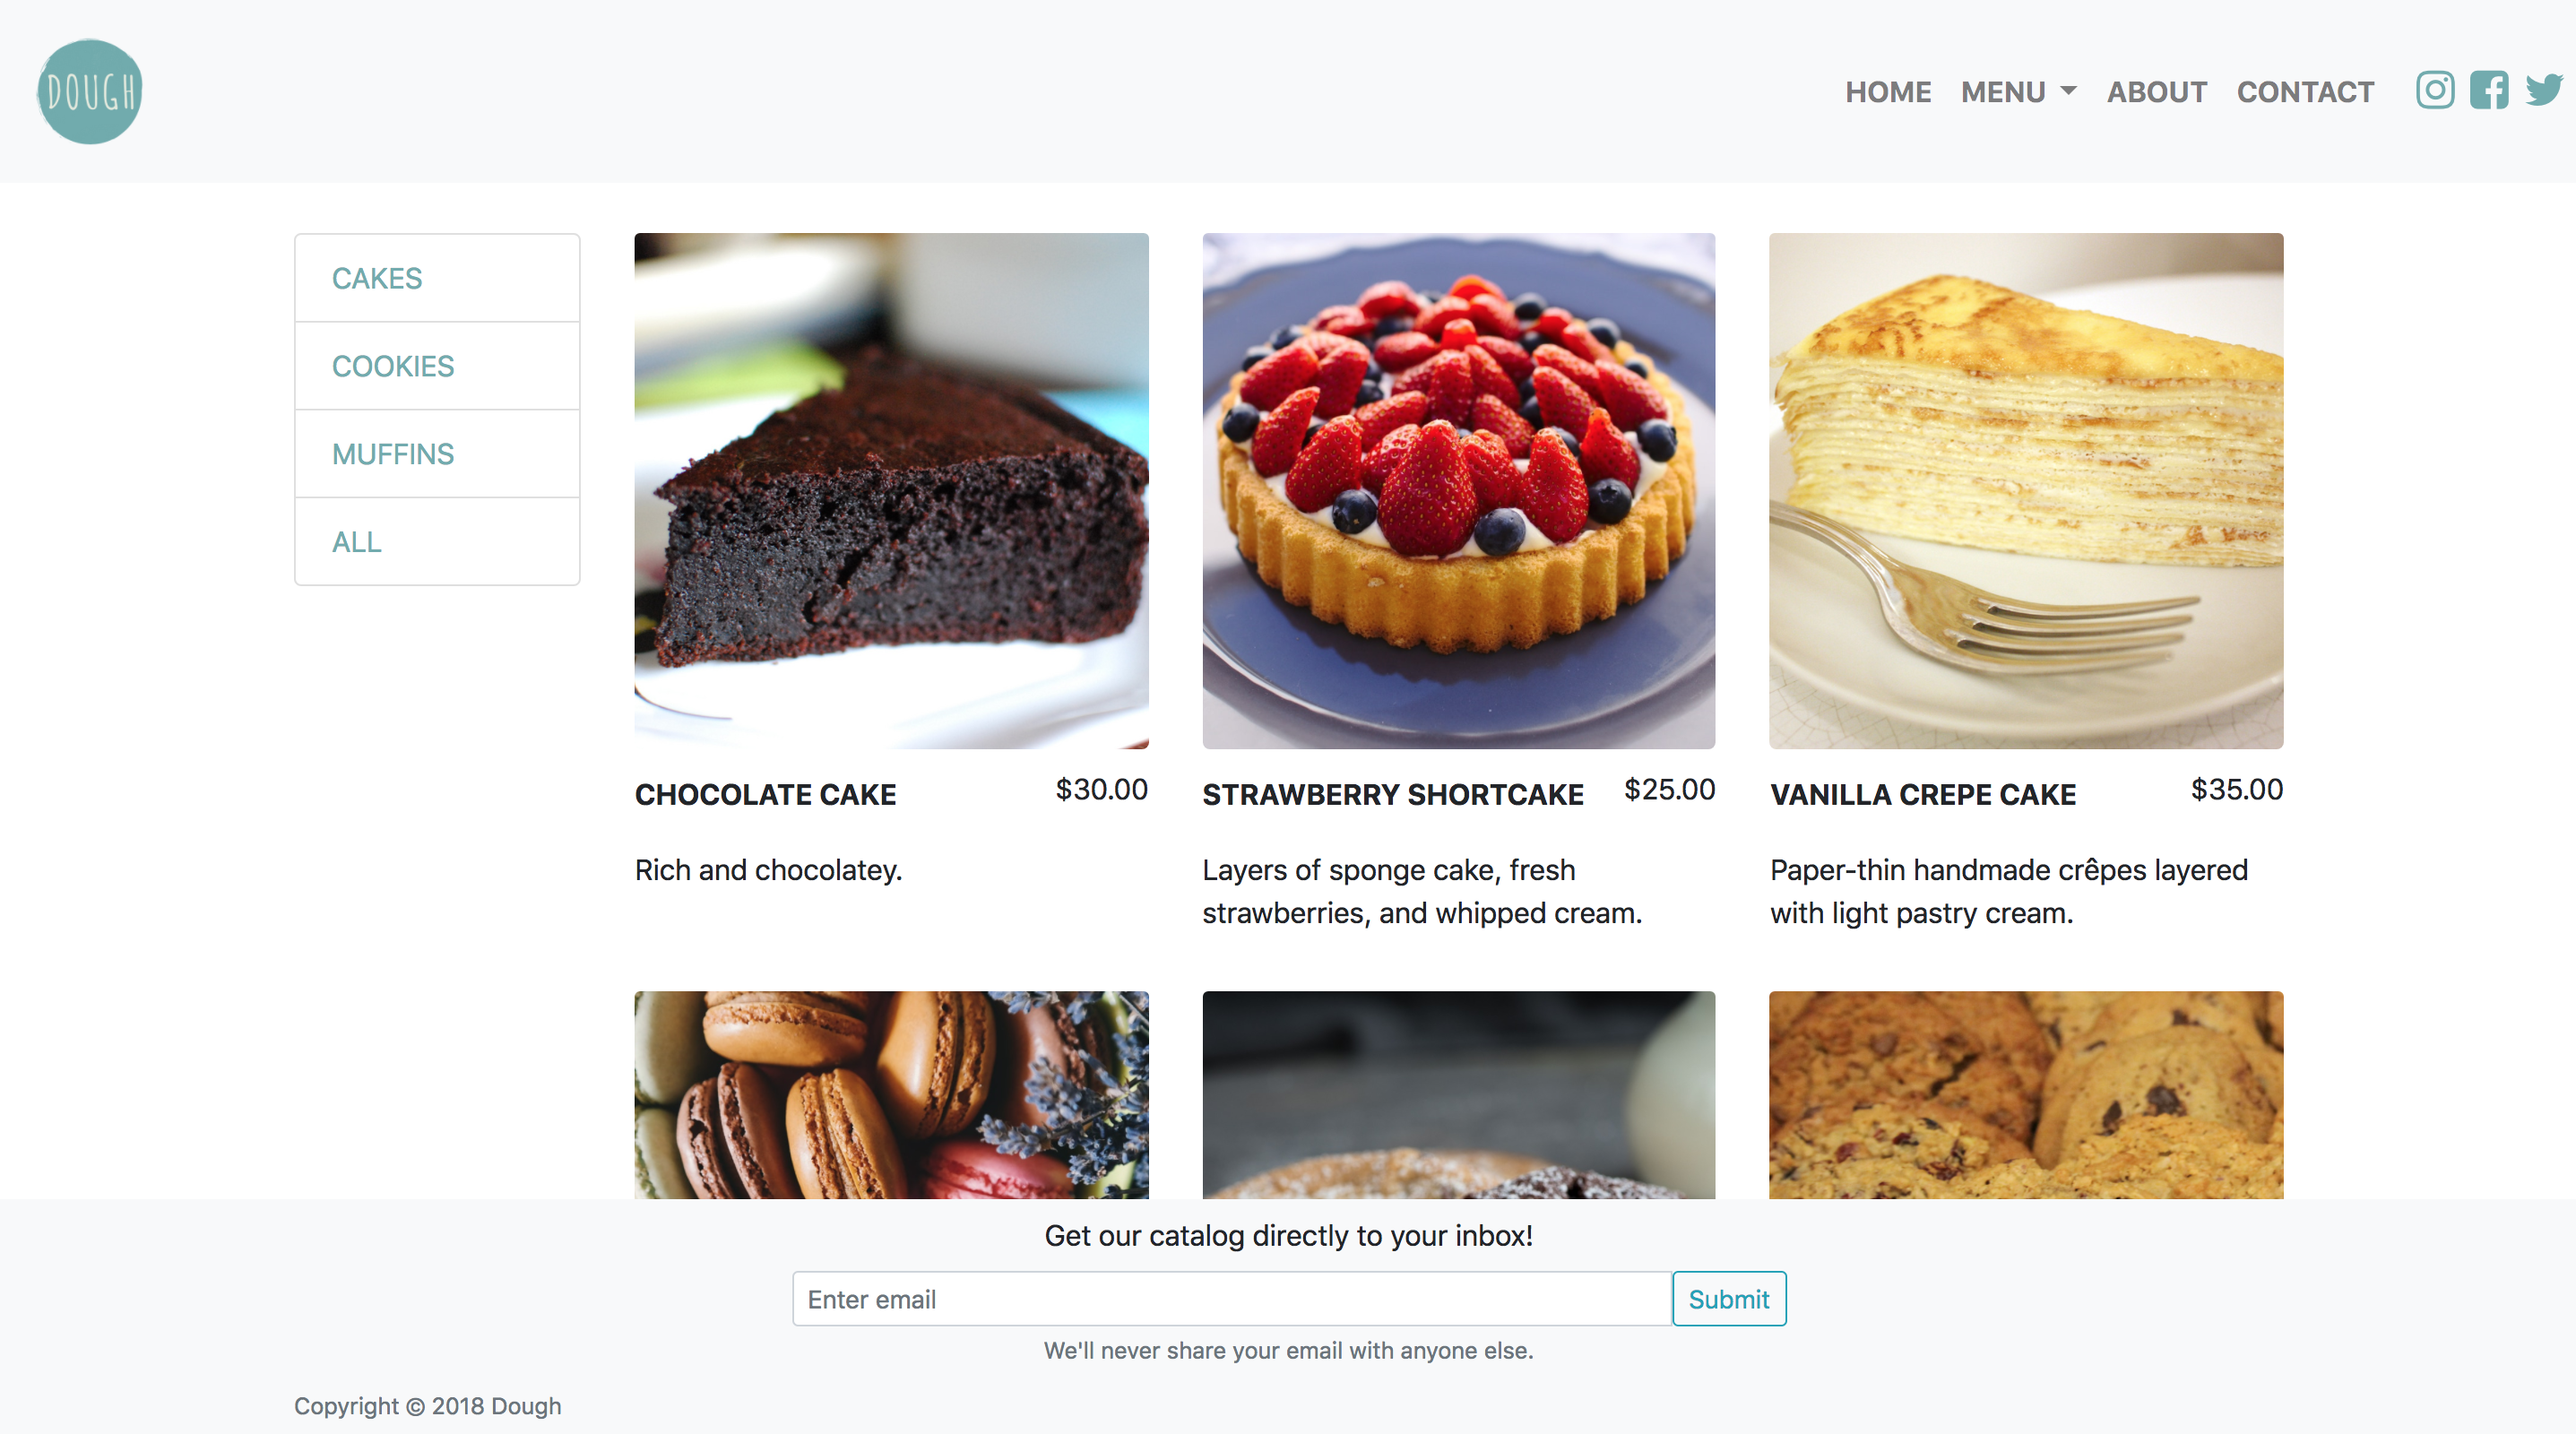 DOUGH
HOME MENU ABOUT CONTACT
CAKES
COOKIES
MUFFINS
ALL
CHOCOLATE CAKE $30.00
Rich and chocolatey.
STRAWBERRY SHORTCAKE $25.00
Layers of sponge cake, fresh
strawberries, and whipped cream.
VANILLA CREPE CAKE $35.00
Paper-thin handmade crêpes layered
with light pastry cream.
Get our catalog directly to your inbox!
Enter email Submit
We'll never share your email with anyone else.
Copyright © 2018 Dough